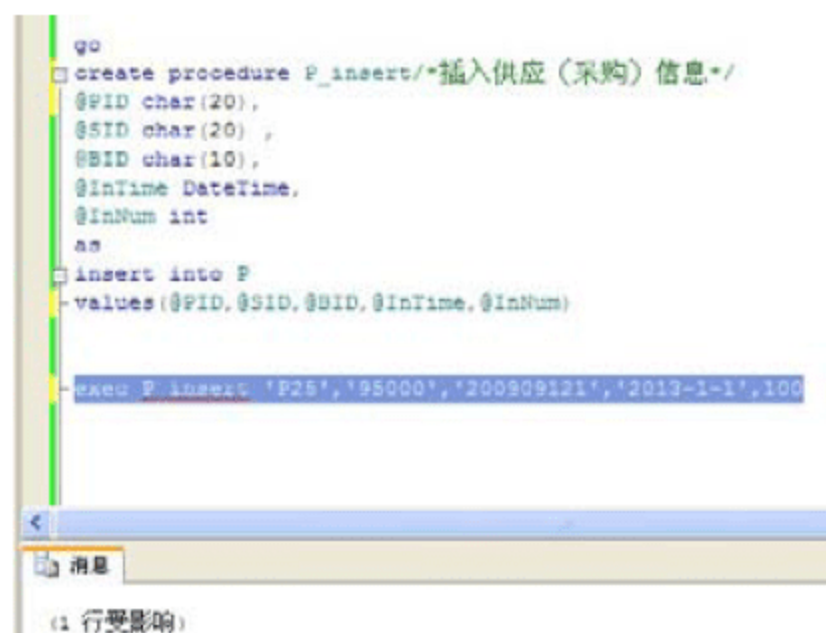 go
create procedure P_insert/*插入供应（采购）信息*/
@PID char(20),
@SID char(20) ,
@BID char(10),
@InTime DateTime,
@InNum int
as
insert into P
values(@PID,@SID,@BID,@InTime,@InNum)
exec P_insert 'P25','95000','200909121','2013-1-1',100
消息
(1 行受影响)